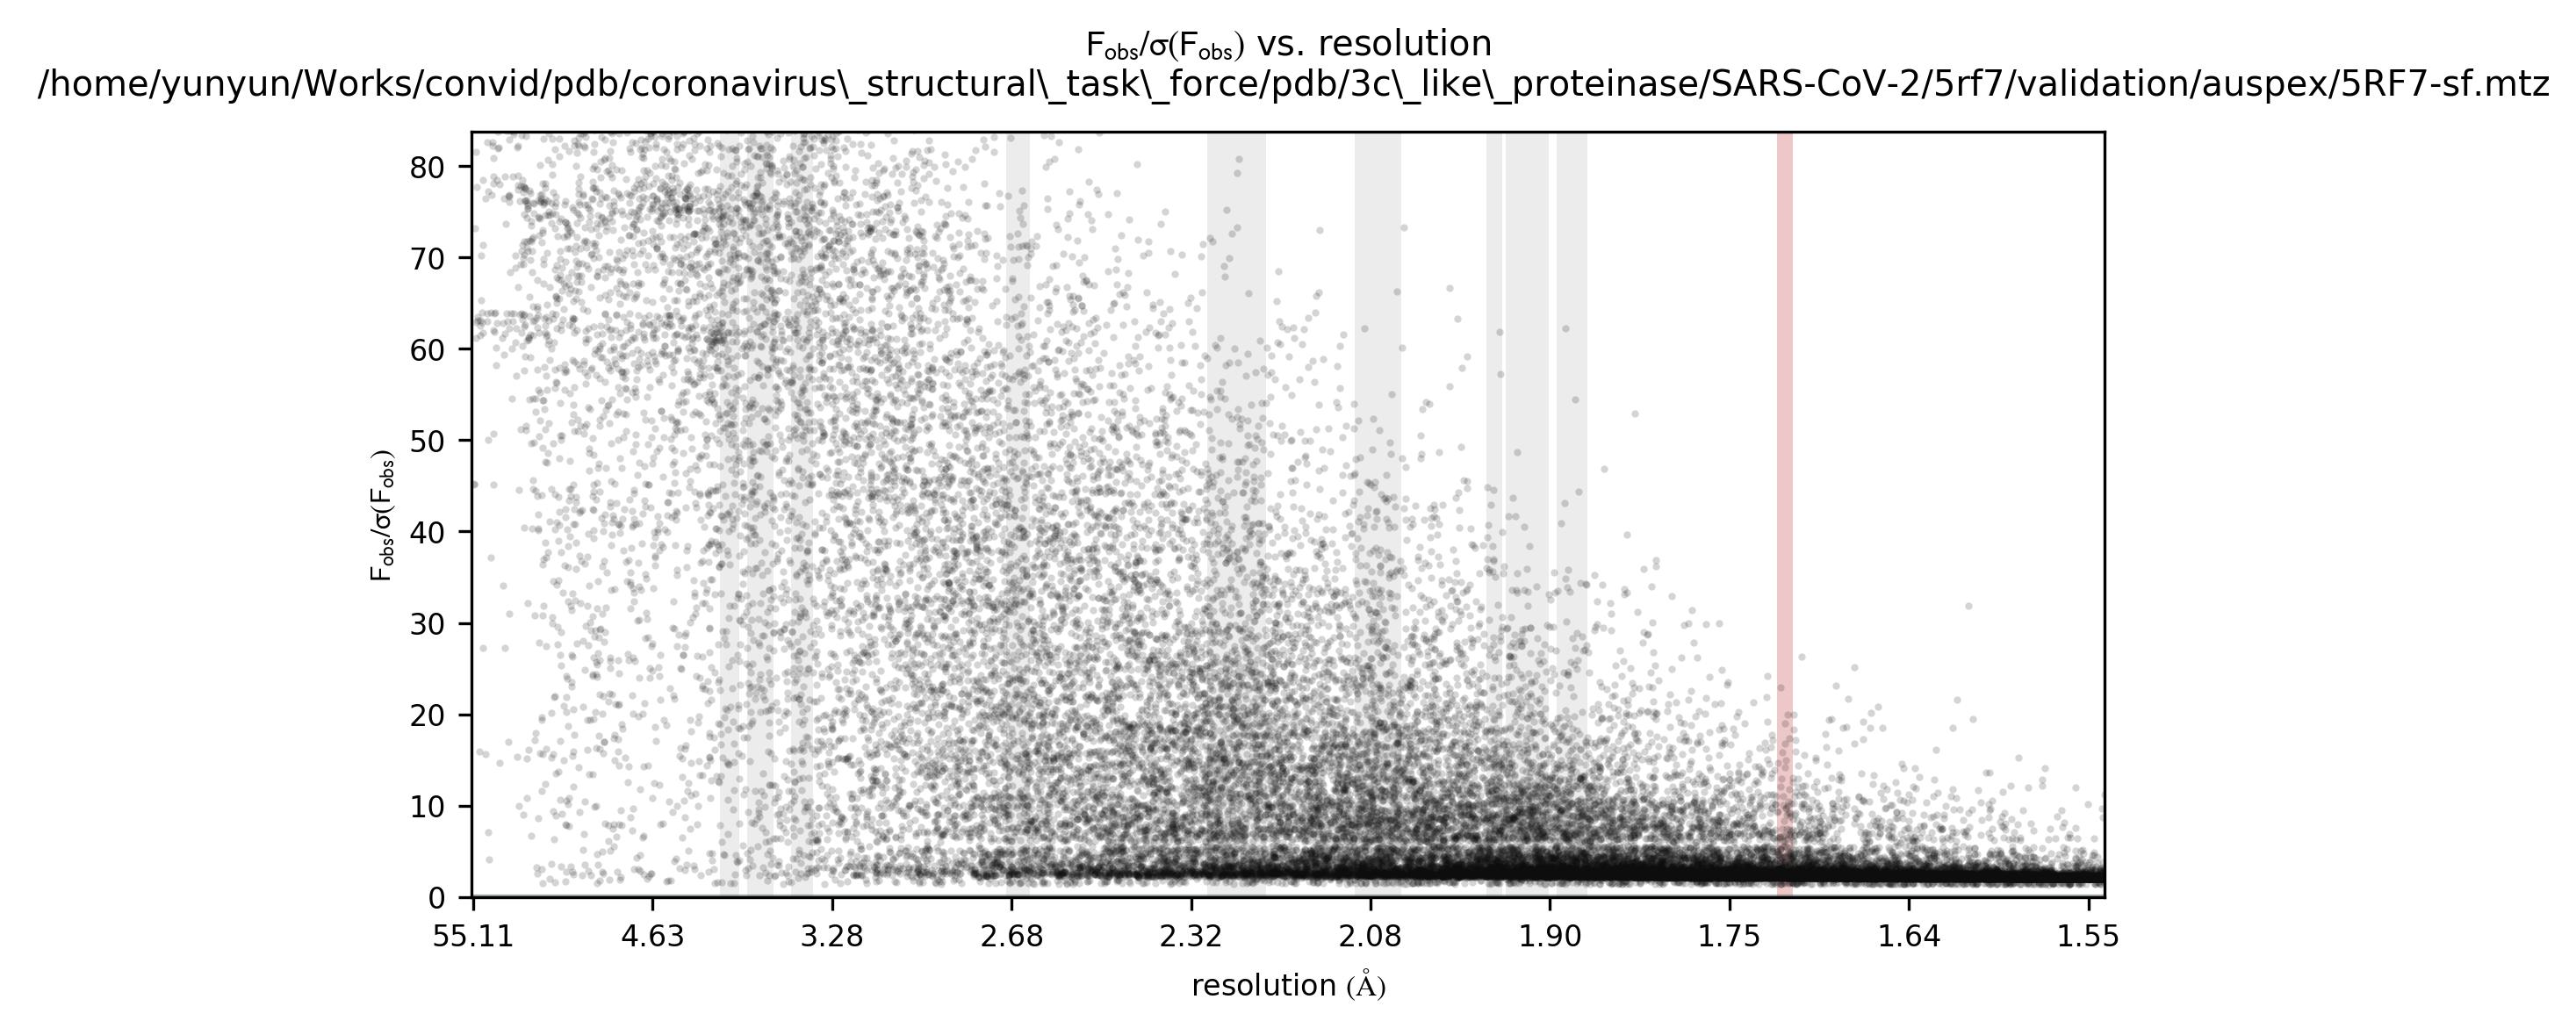 Fobs/σ(Fobs) vs. resolution
/home/yunyun/Works/convid/pdb/coronavirus\_structural\_task\_force/pdb/3c\_like\_proteinase/SARS-CoV-2/5rf7/validation/auspex/5RF7-sf.mtz
80
70
60
50
40
30
20
10
0
Fobs/σ(Fobs)
55.11 4.63 3.28 2.68 2.32 2.08 1.90 1.75 1.64 1.55
resolution (Å)